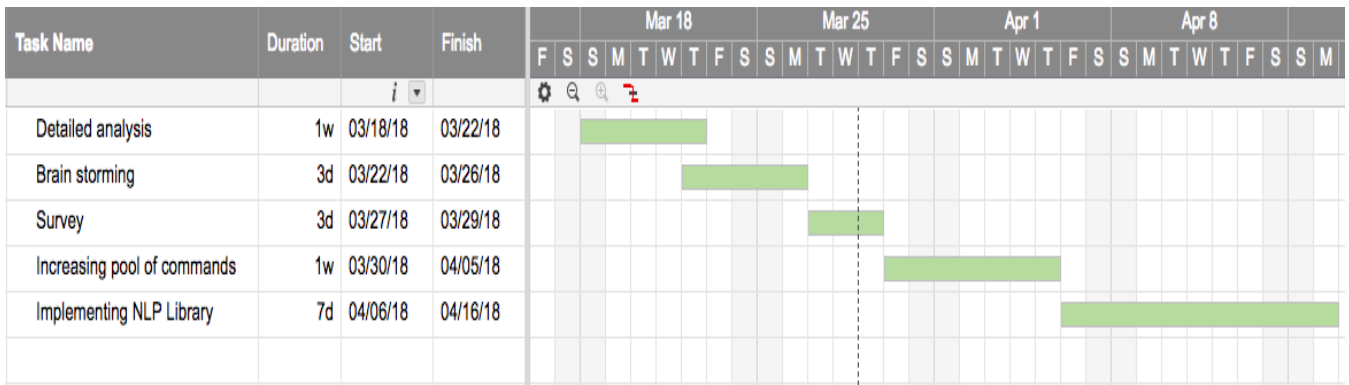 Mar 18 Mar 25 Apr 1 Apr 8
Task Name Duration Start Finish
F S S M T W T F S S M T W T F S S M T W T F S S M T W T F S S M
i
Detailed analysis 1w 03/18/18 03/22/18
Brain storming 3d 03/22/18 03/26/18
Survey 3d 03/27/18 03/29/18
Increasing pool of commands 1w 03/30/18 04/05/18
Implementing NLP Library 7d 04/06/18 04/16/18